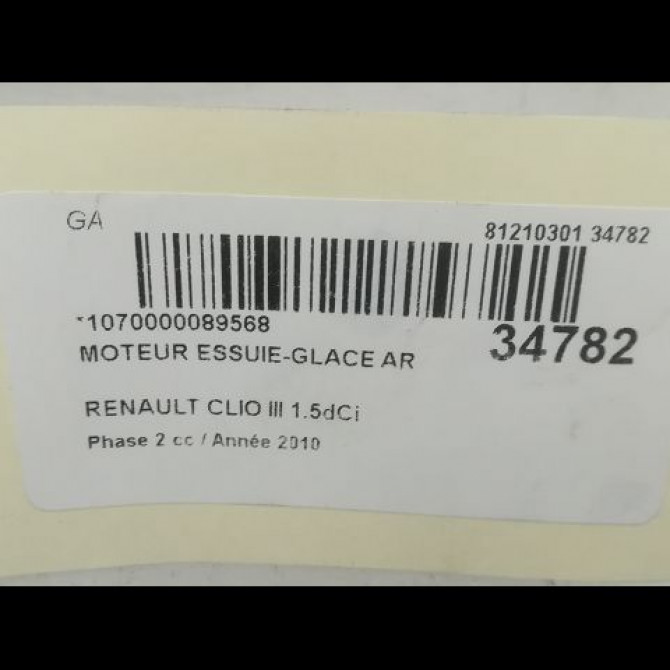 GA
81210301 34782
*1070000089568
34782
MOTEUR ESSUIE-GLACE AR
RENAULT CLIO III 1.5dCi
Phase 2 cc / Année 2010